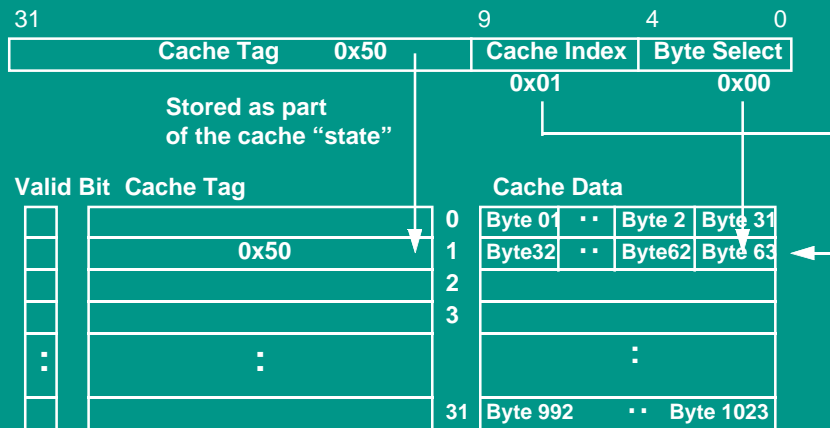 31 9 4 0
Cache Tag 0x50 Cache Index Byte Select
0x01 0x00
Stored as part
of the cache “state”
Valid Bit Cache Tag Cache Data
0 Byte 01 ·· Byte 2 Byte 31
0x50 1 Byte32 ·· Byte62 Byte 63
2
3
: : :
31 Byte 992 ·· Byte 1023